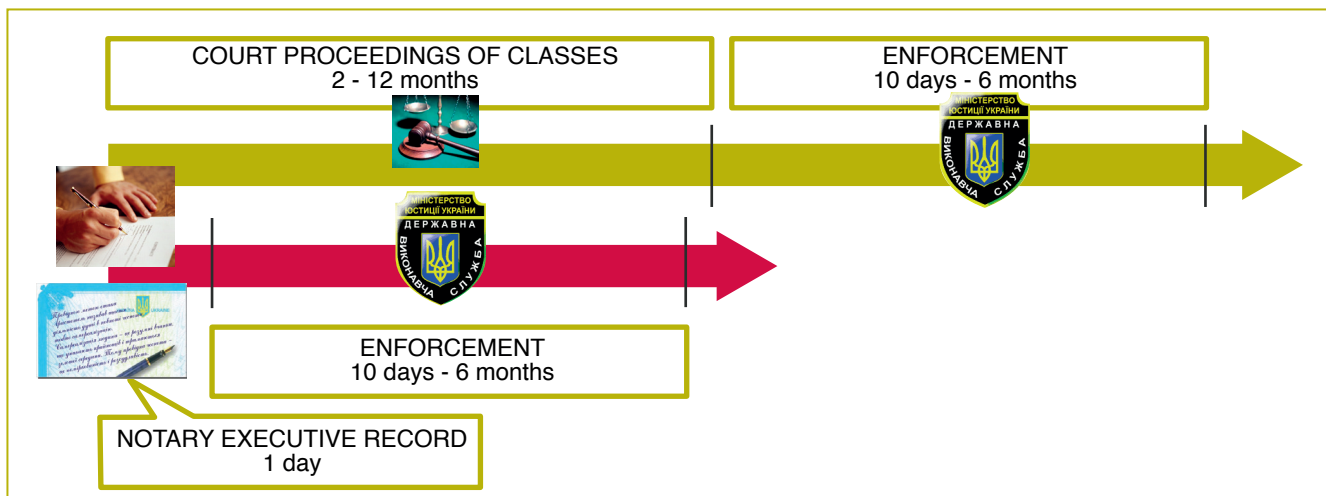 COURT PROCEEDINGS OF CLASSES
2 - 12 months
ENFORCEMENT
10 days - 6 months
МІНІСТЕРСТВО
ЮСТИЦІЇ УКРАЇНИ
ДЕРЖАВНА
ВИКОНАВЧА СЛУЖБА
МІНІСТЕРСТВО
ЮСТИЦІЇ УКРАЇНИ
ДЕРЖАВНА
ВИКОНАВЧА СЛУЖБА
ENFORCEMENT
10 days - 6 months
NOTARY EXECUTIVE RECORD
1 day